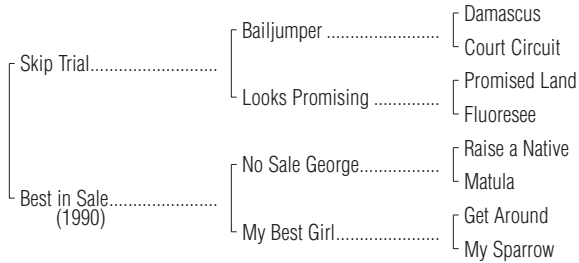 Damascus
Bailjumper ........................
Court Circuit
Skip Trial...........................
Promised Land
Looks Promising ..............
Fluoresee
Raise a Native
No Sale George.................
Matula
Best in Sale.......................
(1990)
Get Around
My Best Girl......................
My Sparrow